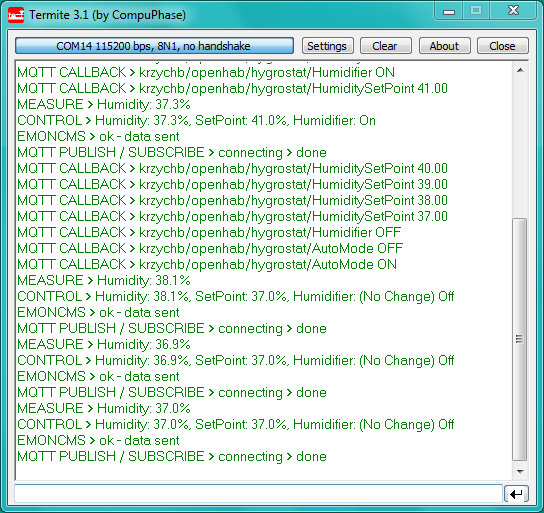 Termite 3.1 (by CompuPhase)
COM14 115200 bps, 8N1, no handshake
Settings
Clear
About
Close
MQTT CALLBACK > krzychb/openhab/hygrostat/Humidifier ON
MQTT CALLBACK > krzychb/openhab/hygrostat/HumiditySetPoint 41.00
MEASURE > Humidity: 37.3%
CONTROL > Humidity: 37.3%, SetPoint: 41.0%, Humidifier: On
EMONCMS > ok - data sent
MQTT PUBLISH / SUBSCRIBE > connecting > done
MQTT CALLBACK > krzychb/openhab/hygrostat/HumiditySetPoint 40.00
MQTT CALLBACK > krzychb/openhab/hygrostat/HumiditySetPoint 39.00
MQTT CALLBACK > krzychb/openhab/hygrostat/HumiditySetPoint 38.00
MQTT CALLBACK > krzychb/openhab/hygrostat/HumiditySetPoint 37.00
MQTT CALLBACK > krzychb/openhab/hygrostat/Humidifier OFF
MQTT CALLBACK > krzychb/openhab/hygrostat/AutoMode OFF
MQTT CALLBACK > krzychb/openhab/hygrostat/AutoMode ON
MEASURE > Humidity: 38.1%
CONTROL > Humidity: 38.1%, SetPoint: 37.0%, Humidifier: (No Change) Off
EMONCMS > ok - data sent
MQTT PUBLISH / SUBSCRIBE > connecting > done
MEASURE > Humidity: 36.9%
CONTROL > Humidity: 36.9%, SetPoint: 37.0%, Humidifier: (No Change) Off
EMONCMS > ok - data sent
MQTT PUBLISH / SUBSCRIBE > connecting > done
MEASURE > Humidity: 37.0%
CONTROL > Humidity: 37.0%, SetPoint: 37.0%, Humidifier: (No Change) Off
EMONCMS > ok - data sent
MQTT PUBLISH / SUBSCRIBE > connecting > done